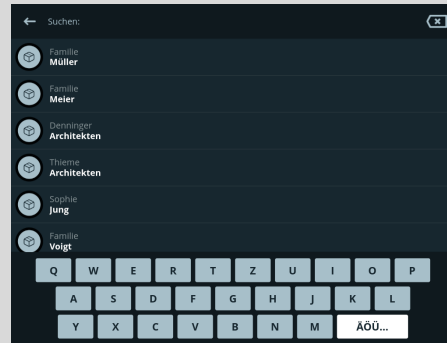 Suchen:
Familie
Müller
Familie
Meier
Denninger
Architekten
Thieme
Architekten
Sophie
Jung
Familie
Voigt
Q W E R T Z U I O P
A S D F G H J K L
Y X C V B N M ÄÖÜ...